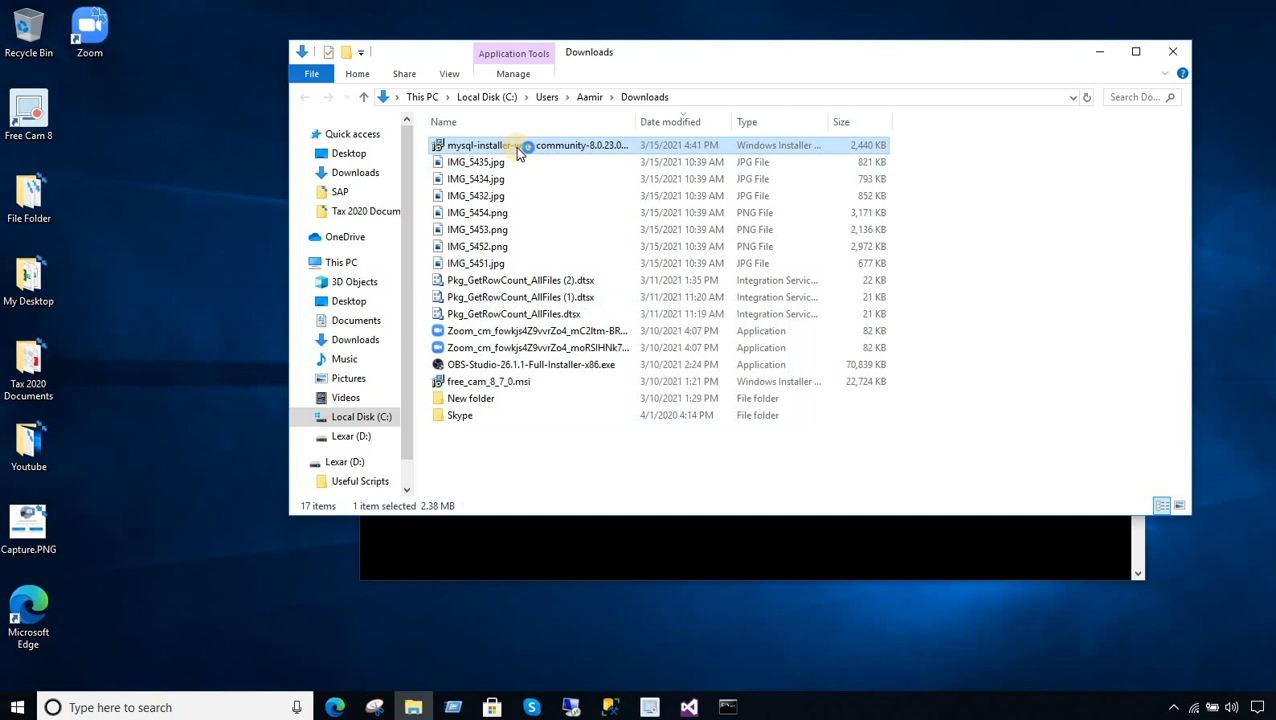 Recycle Bin
Zoom
Free Cam 8
File Folder
My Desktop
Tax 2020
Documents
Youtube
Capture.PNG
Microsoft
Edge
Application Tools
Downloads
File
Home
Share
View
Manage
This PC
Local Disk (C:)
Users
Aamir
Downloads
Search Do...
Quick access
Desktop
Downloads
SAP
Tax 2020 Docum
OneDrive
This PC
3D Objects
Desktop
Documents
Downloads
Music
Pictures
Videos
Local Disk (C:)
Lexar (D:)
Lexar (D:)
Useful Scripts
Name Date modified Type Size
mysql-installer- community-8.0.23.0... 3/15/2021 4:41 PM Windows Installer ... 2,440 KB
IMG_5435.jpg 3/15/2021 10:39 AM JPG File 821 KB
IMG_5434.jpg 3/15/2021 10:39 AM JPG File 793 KB
IMG_5432.jpg 3/15/2021 10:39 AM JPG File 852 KB
IMG_5454.png 3/15/2021 10:39 AM PNG File 3,171 KB
IMG_5453.png 3/15/2021 10:39 AM PNG File 2,136 KB
IMG_5452.png 3/15/2021 10:39 AM PNG File 2,972 KB
IMG_5451.jpg 3/15/2021 10:39 AM JPG File 677 KB
Pkg_GetRowCount_AllFiles (2).dtsx 3/11/2021 1:35 PM Integration Servic... 22 KB
Pkg_GetRowCount_AllFiles (1).dtsx 3/11/2021 11:20 AM Integration Servic... 21 KB
Pkg_GetRowCount_AllFiles.dtsx 3/11/2021 11:19 AM Integration Servic... 21 KB
Zoom_cm_fowkjs4Z9vvrZo4_mC2Itm-BR... 3/10/2021 4:07 PM Application 82 KB
Zoom_cm_fowkjs4Z9vvrZo4_moRSIHNk7... 3/10/2021 4:07 PM Application 82 KB
OBS-Studio-26.1.1-Full-Installer-x86.exe 3/10/2021 2:24 PM Application 70,839 KB
free_cam_8_7_0.msi 3/10/2021 1:21 PM Windows Installer ... 22,724 KB
New folder 3/10/2021 1:29 PM File folder
Skype 4/1/2020 4:14 PM File folder
17 items 1 item selected 2.38 MB
Type here to search